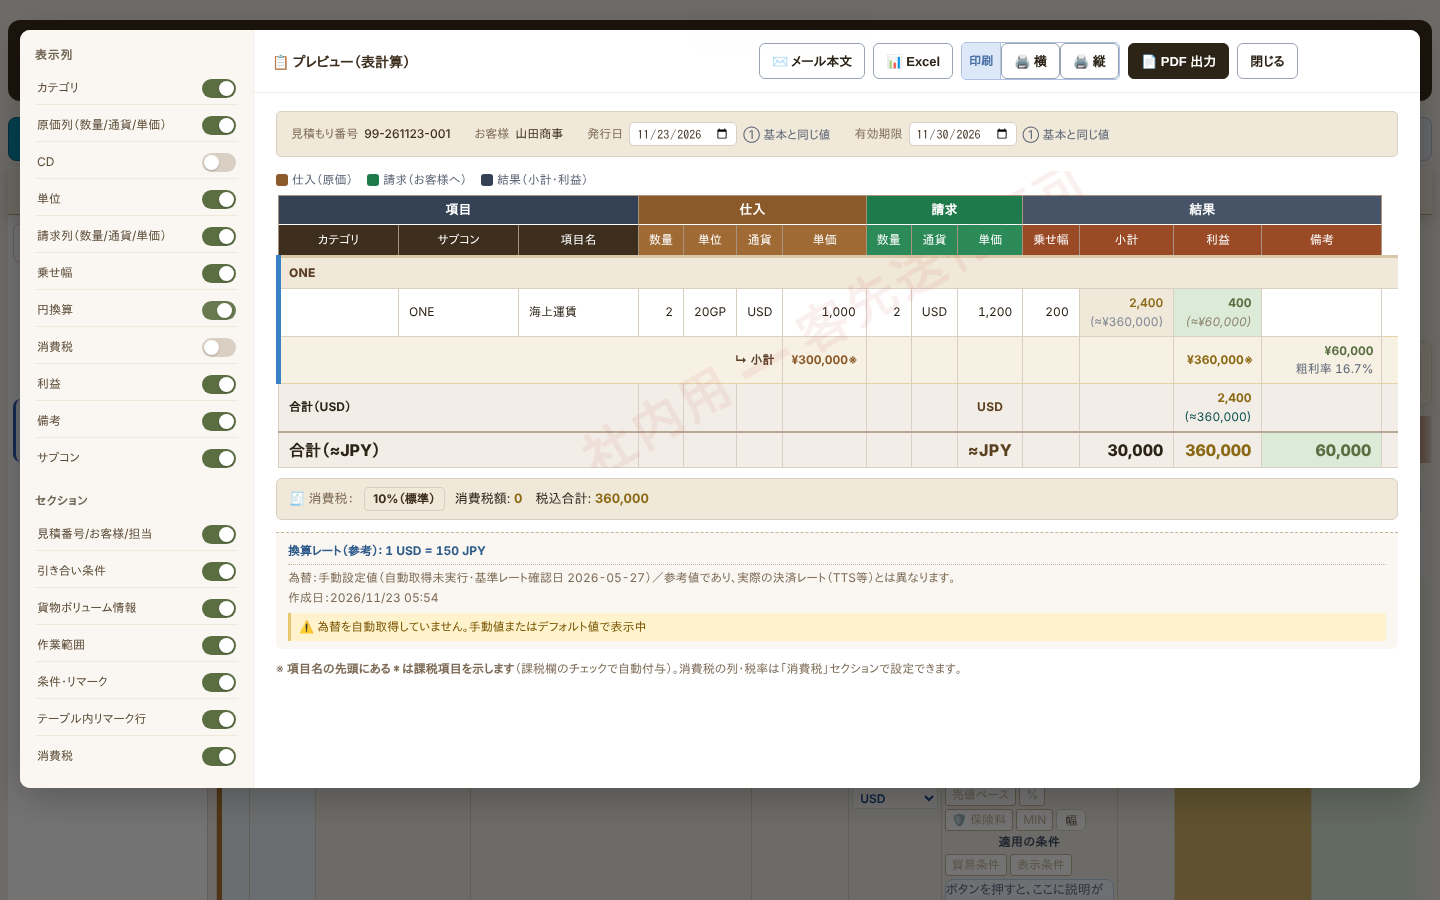 表示列
カテゴリ
原価列(数量/通貨/単価)
CD
単位
請求列(数量/通貨/単価)
乗せ幅
円換算
消費税
利益
備考
サブコン
セクション
見積番号/お客様/担当
引き合い条件
貨物ボリューム情報
作業範囲
条件・リマーク
テーブル内リマーク行
消費税
📋 プレビュー(表計算)
✉️ メール本文
📊 Excel
印刷
🖨️ 横
🖨️ 縦
📄 PDF 出力
閉じる
見積もり番号 99-261123-001 お客様 山田商事 発行日 11/23/2026 ① 基本と同じ値 有効期限 11/30/2026 ① 基本と同じ値
仕入(原価) 請求(お客様へ) 結果(小計・利益)
項目 仕入 請求 結果
カテゴリ サブコン 項目名 数量 単位 通貨 単価 数量 通貨 単価 乗せ幅 小計 利益 備考
ONE
ONE 海上運賃 2 20GP USD 1,000 2 USD 1,200 200 2,400 400
(≈¥360,000) (≈¥60,000)
↳ 小計 ¥300,000※ ¥360,000※ ¥60,000
粗利率 16.7%
合計(USD) USD 2,400
(≈360,000)
合計(≈JPY) ≈JPY 30,000 360,000 60,000
社内用 — 客先送付不可
🧾 消費税: 10%(標準) 消費税額: 0 税込合計: 360,000
換算レート(参考): 1 USD = 150 JPY
為替:手動設定値(自動取得未実行・基準レート確認日 2026-05-27)／参考値であり、実際の決済レート(TTS等)とは異なります。
作成日:2026/11/23 05:54
⚠️ 為替を自動取得していません。手動値またはデフォルト値で表示中
※ 項目名の先頭にある * は課税項目を示します(課税欄のチェックで自動付与)。消費税の列・税率は「消費税」セクションで設定できます。
USD
売値ベース %
🛡️ 保険料 MIN 幅
適用の条件
貿易条件 表示条件
ボタンを押すと、ここに説明が